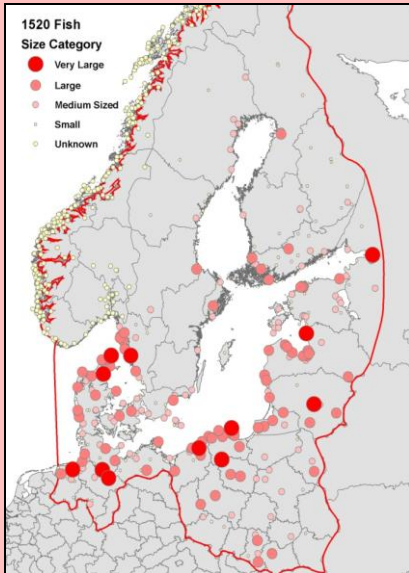 1520 Fish
Size Category
Very Large
Large
Medium Sized
Small
Unknown